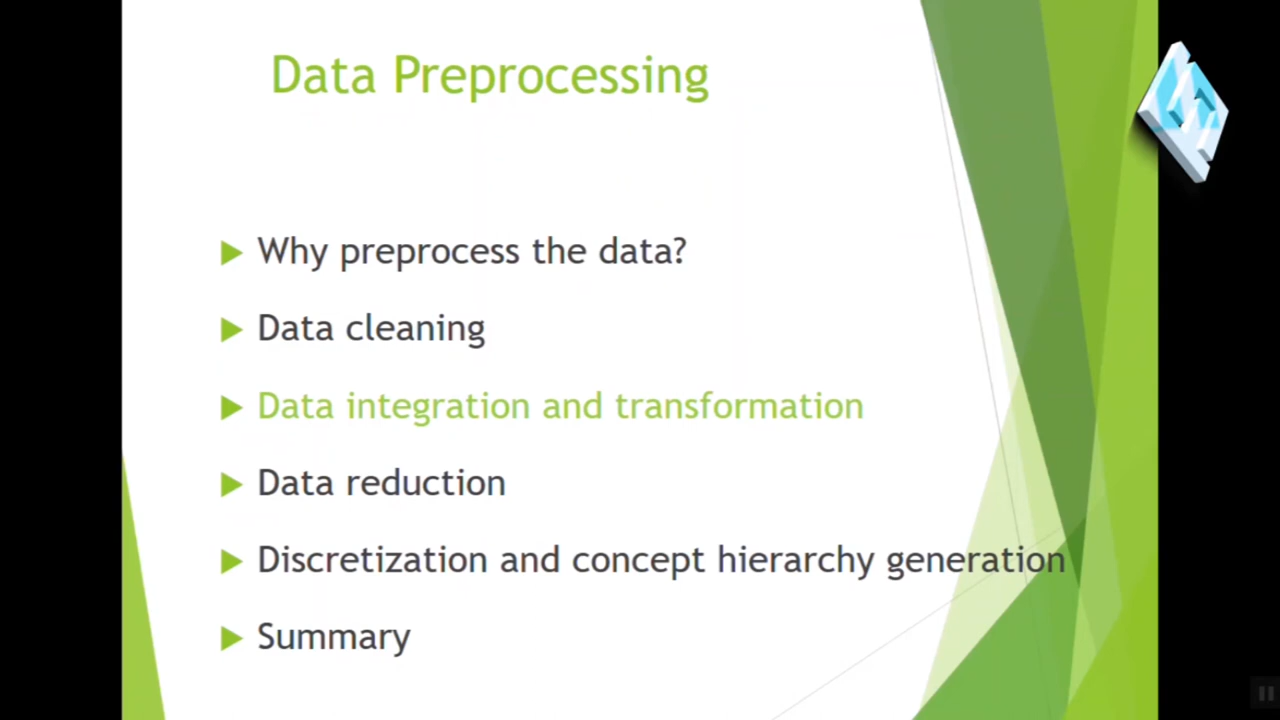 Data Preprocessing
Why preprocess the data?
Data cleaning
Data integration and transformation
Data reduction
Discretization and concept hierarchy generation
Summary